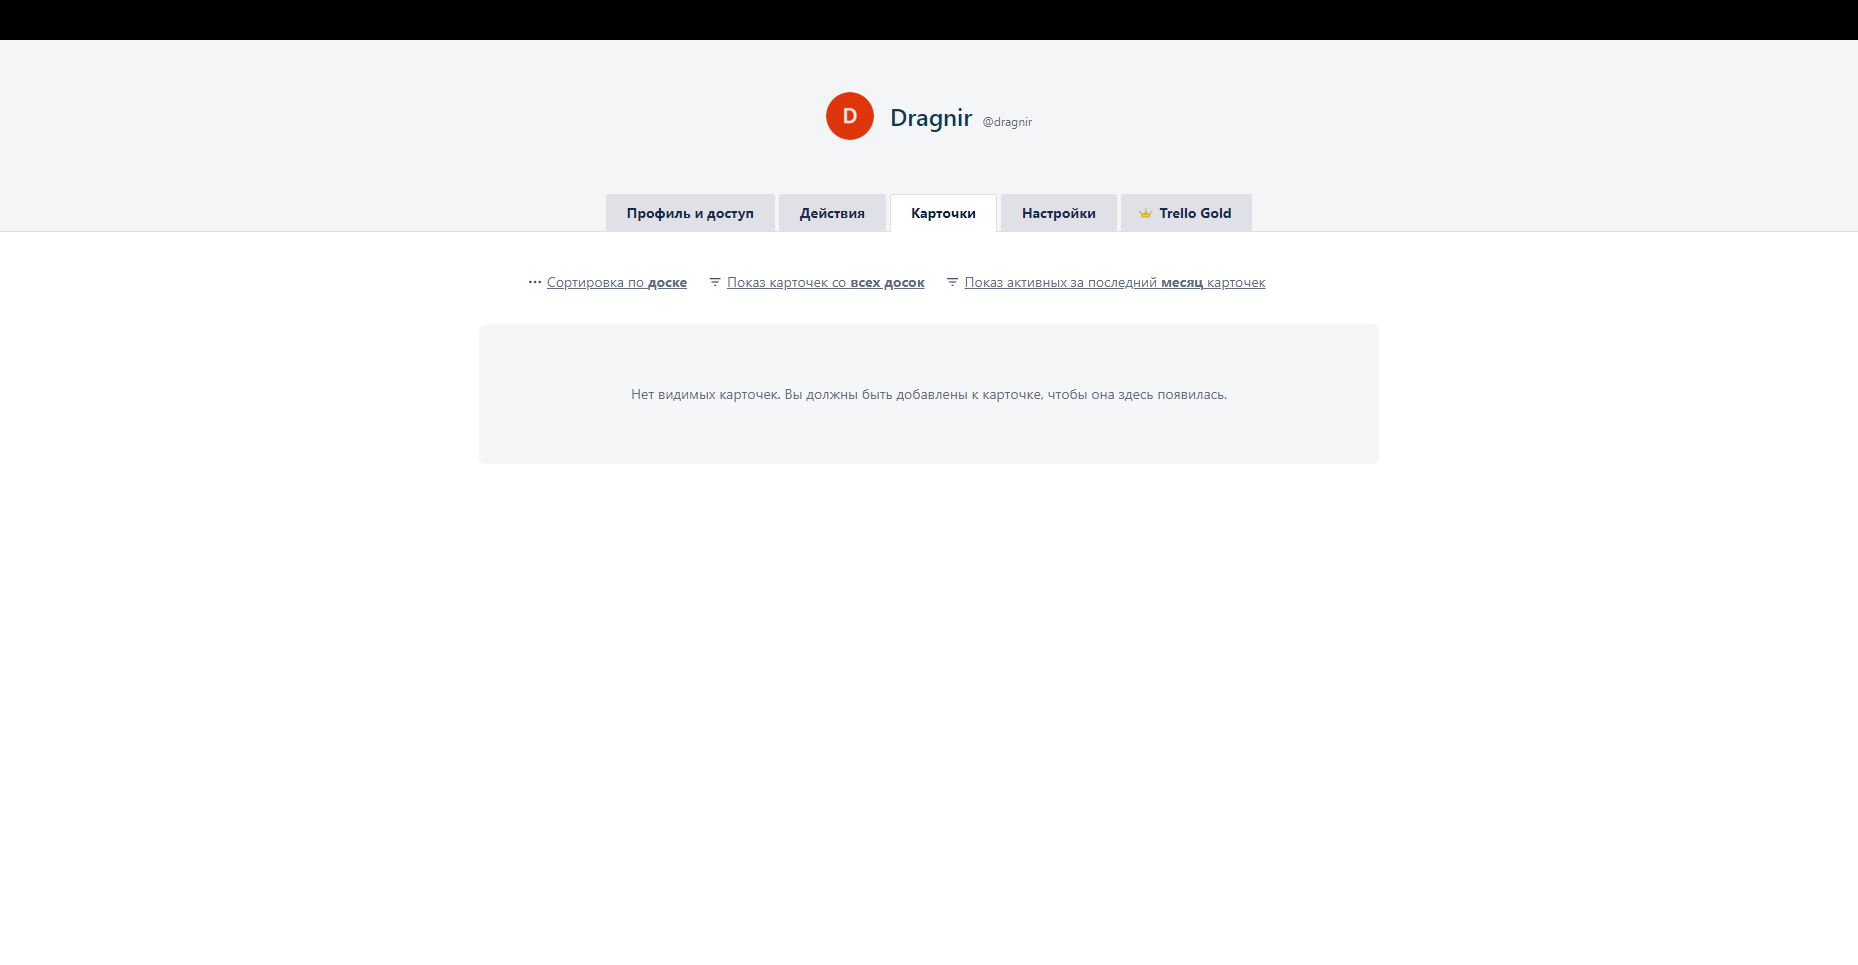 D
Dragnir @dragnir
Профиль и доступ Действия Карточки Настройки Trello Gold
Сортировка по доске Показ карточек со всех досок Показ активных за последний месяц карточек
Нет видимых карточек. Вы должны быть добавлены к карточке, чтобы она здесь появилась.